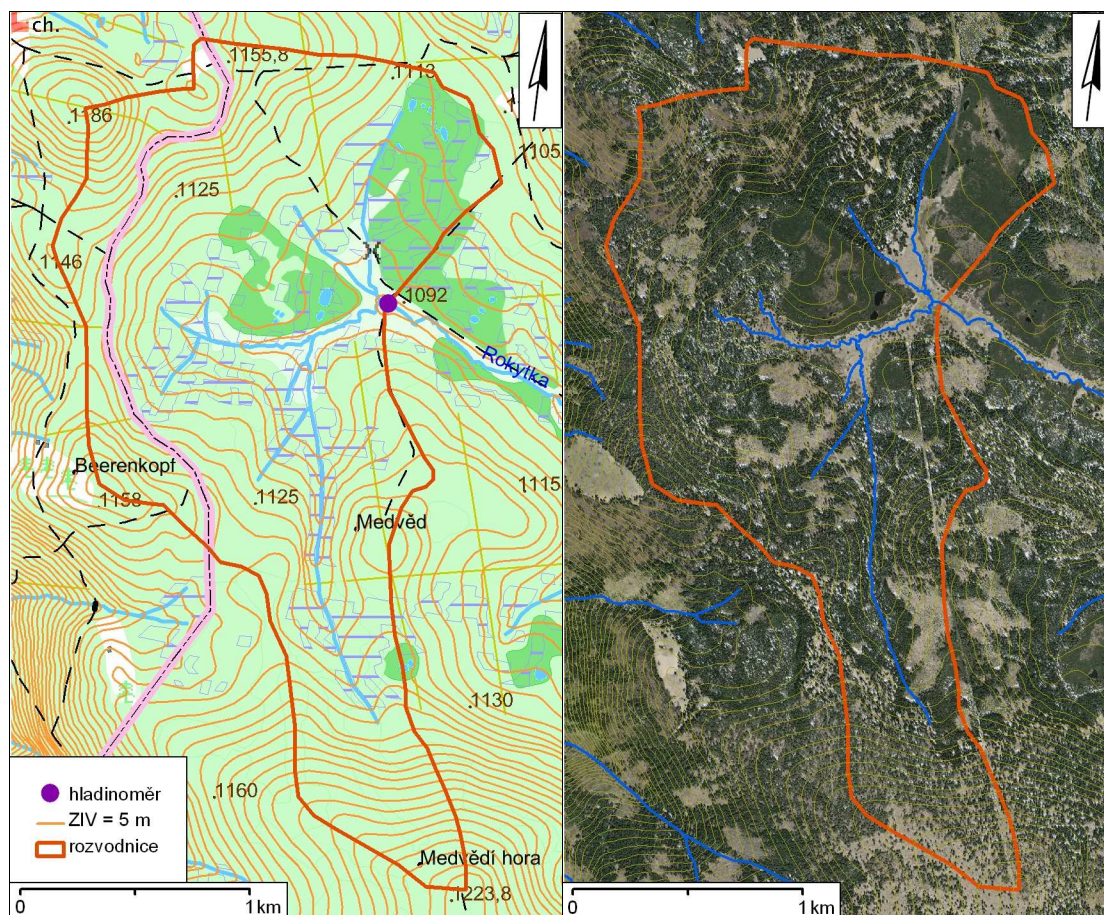 ch.
1155,8
1113
1186
105
1125
1146
1092
Rokytka
Beerenkopf
1158
1125
1115
Medvěd
1130
1160
Medvědí hora
1223,8
hladinoměr
ZIV = 5 m
rozvodnice
0
1 km
0
1 km